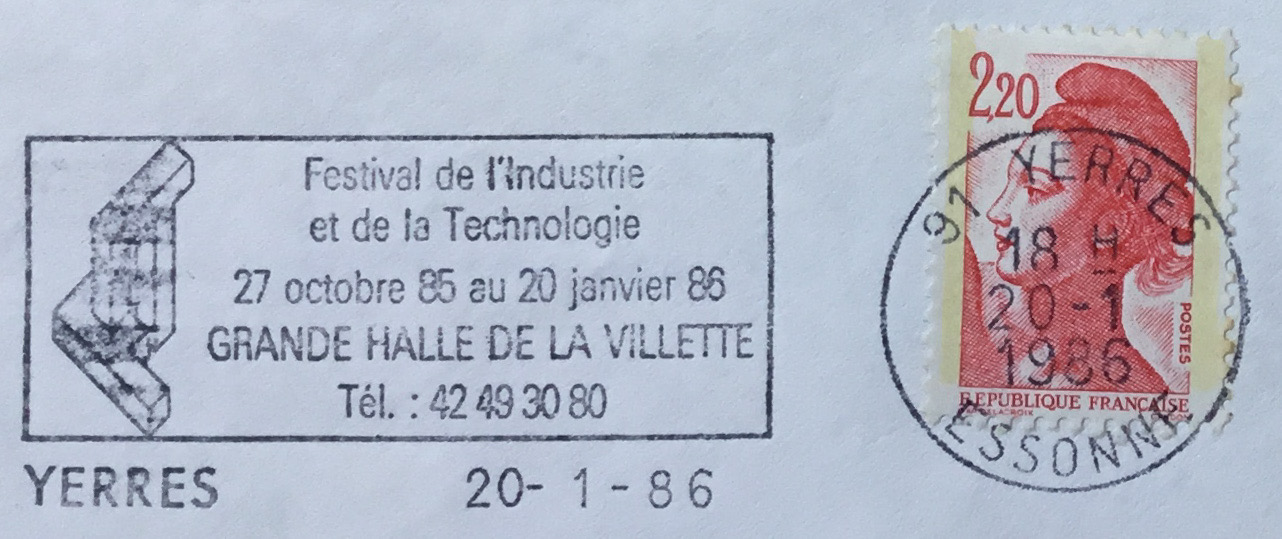 Festival de l'Industrie
et de la Technologie
27 octobre 85 au 20 janvier 86
GRANDE HALLE DE LA VILLETTE
Tél. : 42 49 30 80
YERRES 20- 1 - 86
2,20
POSTES
REPUBLIQUE FRANÇAISE
91 YERRES
18 H
20-1
1986
ESSONNE